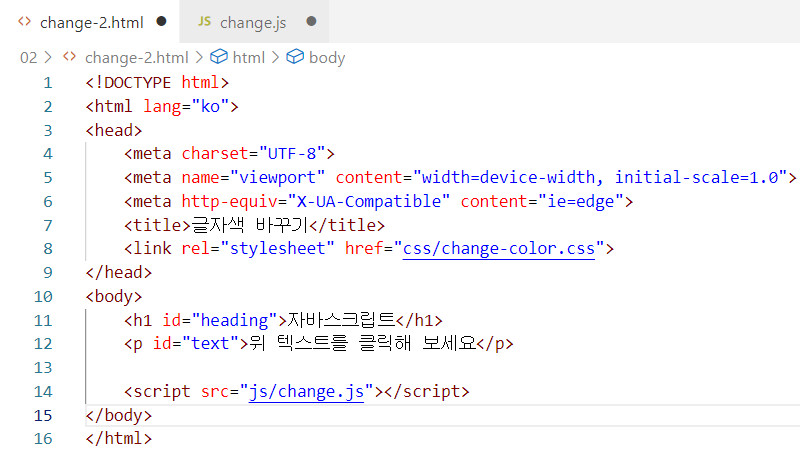 change-2.html JS change.js
02 > change-2.html > html > body
1 <!DOCTYPE html>
2 <html lang="ko">
3 <head>
4 <meta charset="UTF-8">
5 <meta name="viewport" content="width=device-width, initial-scale=1.0">
6 <meta http-equiv="X-UA-Compatible" content="ie=edge">
7 <title>글자색 바꾸기</title>
8 <link rel="stylesheet" href="css/change-color.css">
9 </head>
10 <body>
11 <h1 id="heading">자바스크립트</h1>
12 <p id="text">위 텍스트를 클릭해 보세요</p>
13
14 <script src="js/change.js"></script>
15 </body>
16 </html>